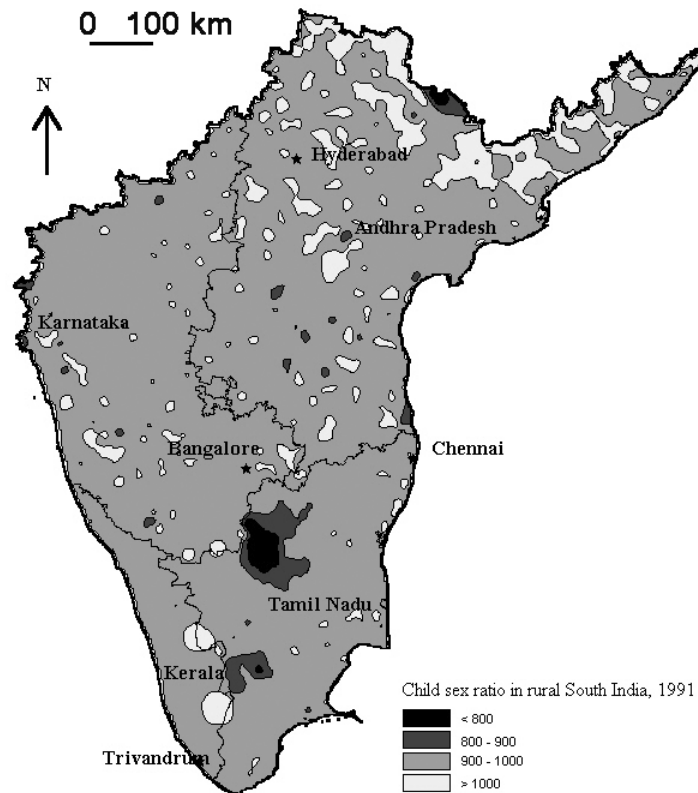 0 100 km
N
Hyderabad
Andhra Pradesh
Karnataka
Bangalore
Chennai
Tamil Nadu
Kerala
Trivandrum
Child sex ratio in rural South India, 1991
< 800
800 - 900
900 - 1000
> 1000